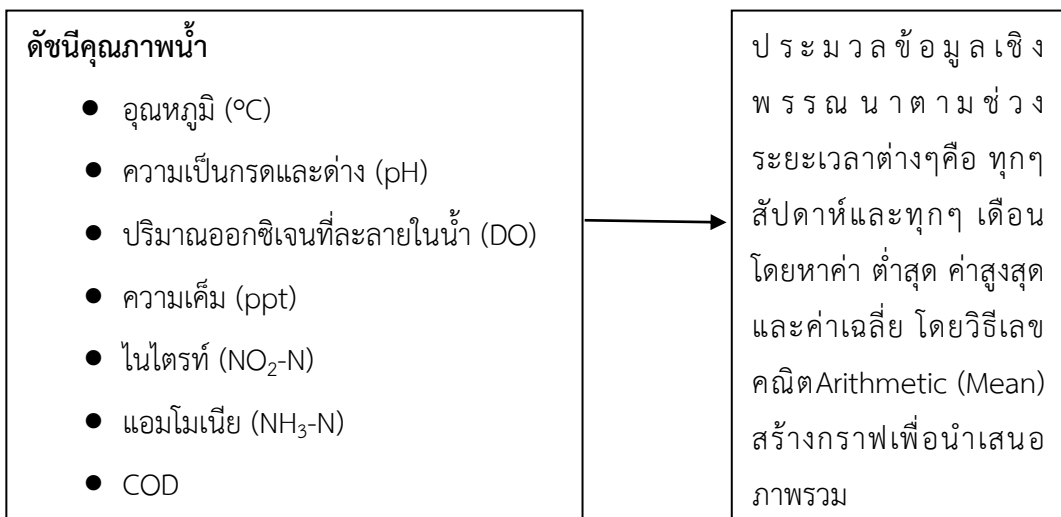 ดัชนีคุณภาพน้ำ
● อุณหภูมิ (°C)
● ความเป็นกรดและด่าง (pH)
● ปริมาณออกซิเจนที่ละลายในน้ำ (DO)
● ความเค็ม (ppt)
● ไนไตรท์ (NO₂-N)
● แอมโมเนีย (NH₃-N)
● COD
ประมวลข้อมูลเชิง
พรรณนาตามช่วง
ระยะเวลาต่างๆคือ ทุกๆ
สัปดาห์และทุกๆ เดือน
โดยหาค่า ต่ำสุด ค่าสูงสุด
และค่าเฉลี่ย โดยวิธีเลข
คณิตArithmetic (Mean)
สร้างกราฟเพื่อนำเสนอ
ภาพรวม